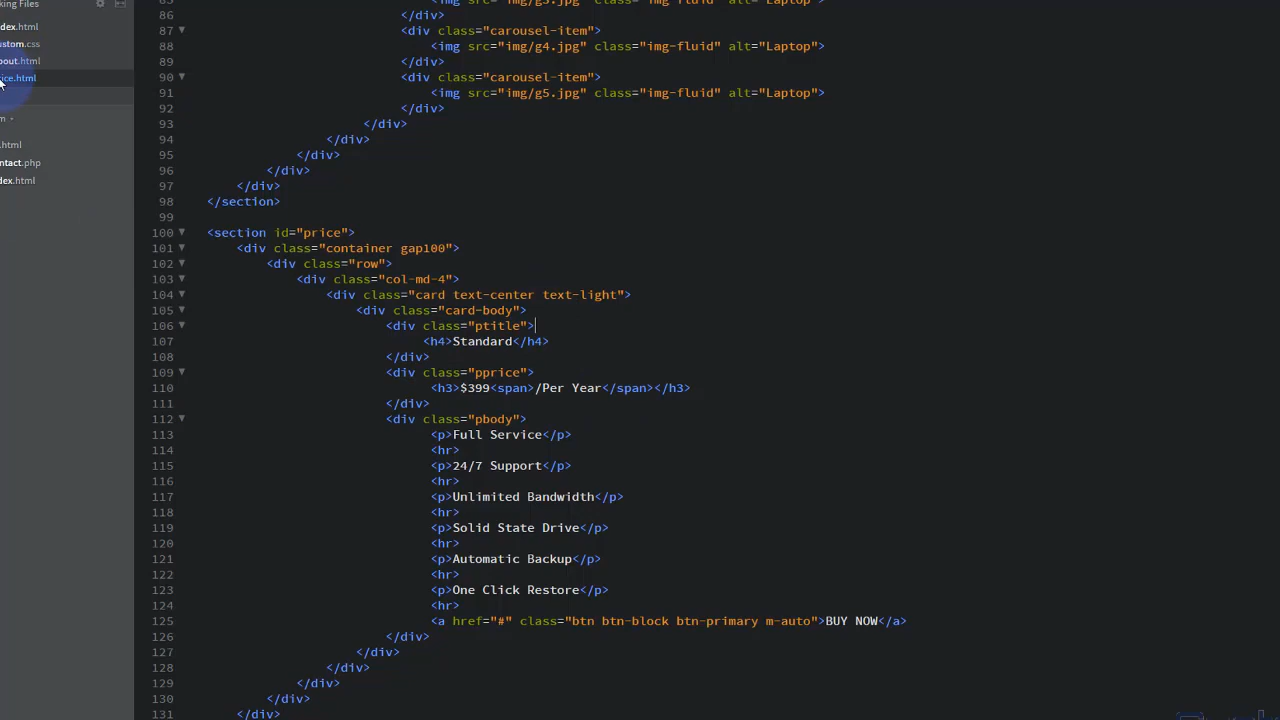 king Files
dex.html
ustom.css
bout.html
ice.html
m
.html
ntact.php
dex.html
86 </div>
87 <div class="carousel-item">
88 <img src="img/g4.jpg" class="img-fluid" alt="Laptop">
89 </div>
90 <div class="carousel-item">
91 <img src="img/g5.jpg" class="img-fluid" alt="Laptop">
92 </div>
93 </div>
94 </div>
95 </div>
96 </div>
97 </div>
98 </section>
99
100 <section id="price">
101 <div class="container gap100">
102 <div class="row">
103 <div class="col-md-4">
104 <div class="card text-center text-light">
105 <div class="card-body">
106 <div class="ptitle">
107 <h4>Standard</h4>
108 </div>
109 <div class="pprice">
110 <h3>$399<span>/Per Year</span></h3>
111 </div>
112 <div class="pbody">
113 <p>Full Service</p>
114 <hr>
115 <p>24/7 Support</p>
116 <hr>
117 <p>Unlimited Bandwidth</p>
118 <hr>
119 <p>Solid State Drive</p>
120 <hr>
121 <p>Automatic Backup</p>
122 <hr>
123 <p>One Click Restore</p>
124 <hr>
125 <a href="#" class="btn btn-block btn-primary m-auto">BUY NOW</a>
126 </div>
127 </div>
128 </div>
129 </div>
130 </div>
131 </div>